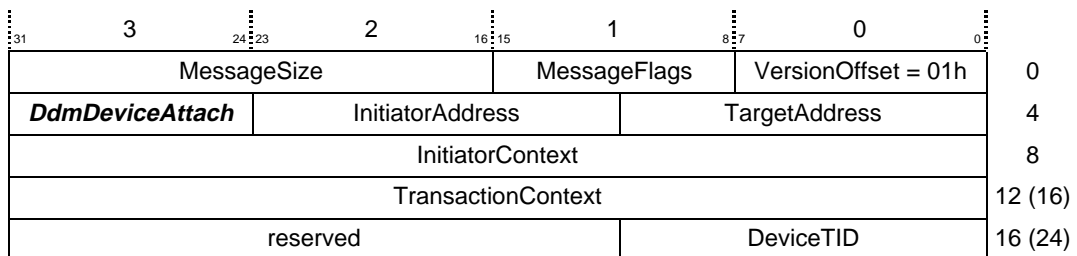 3 2 1 0
31 24 23 16 15 8 7 0
MessageSize MessageFlags VersionOffset = 01h 0
DdmDeviceAttach InitiatorAddress TargetAddress 4
InitiatorContext 8
TransactionContext 12 (16)
reserved DeviceTID 16 (24)